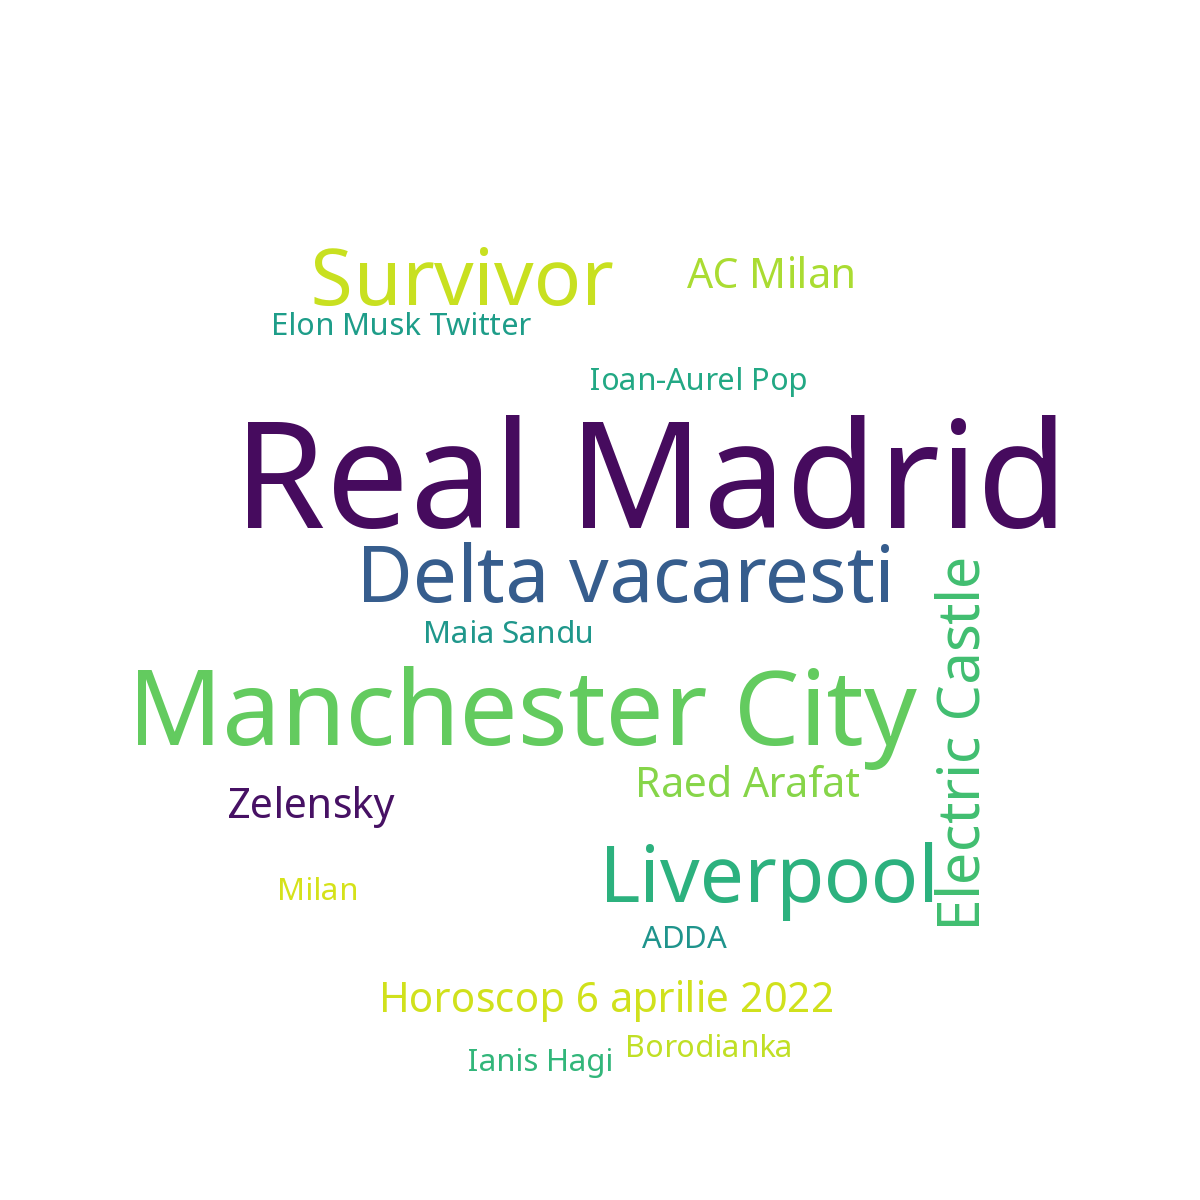 Survivor
AC Milan
Elon Musk Twitter
Ioan-Aurel Pop
Real Madrid
Delta vacaresti
Electric Castle
Maia Sandu
Manchester City
Raed Arafat
Zelensky
Liverpool
Milan
ADDA
Horoscop 6 aprilie 2022
Borodianka
Ianis Hagi